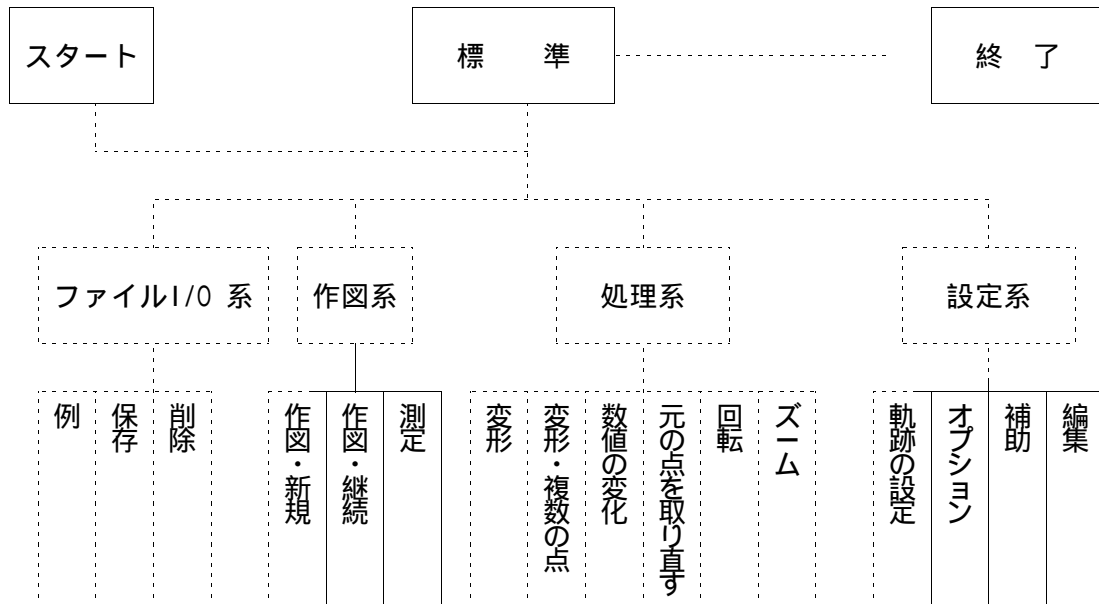 スタート
標　準
終　了
ファイルI/O 系
作図系
処理系
設定系
例
保存
削除
作図・新規
作図・継続
測定
変形
変形・複数の点
数値の変化
元の点を取り直す
回転
ズーム
軌跡の設定
オプション
補助
編集